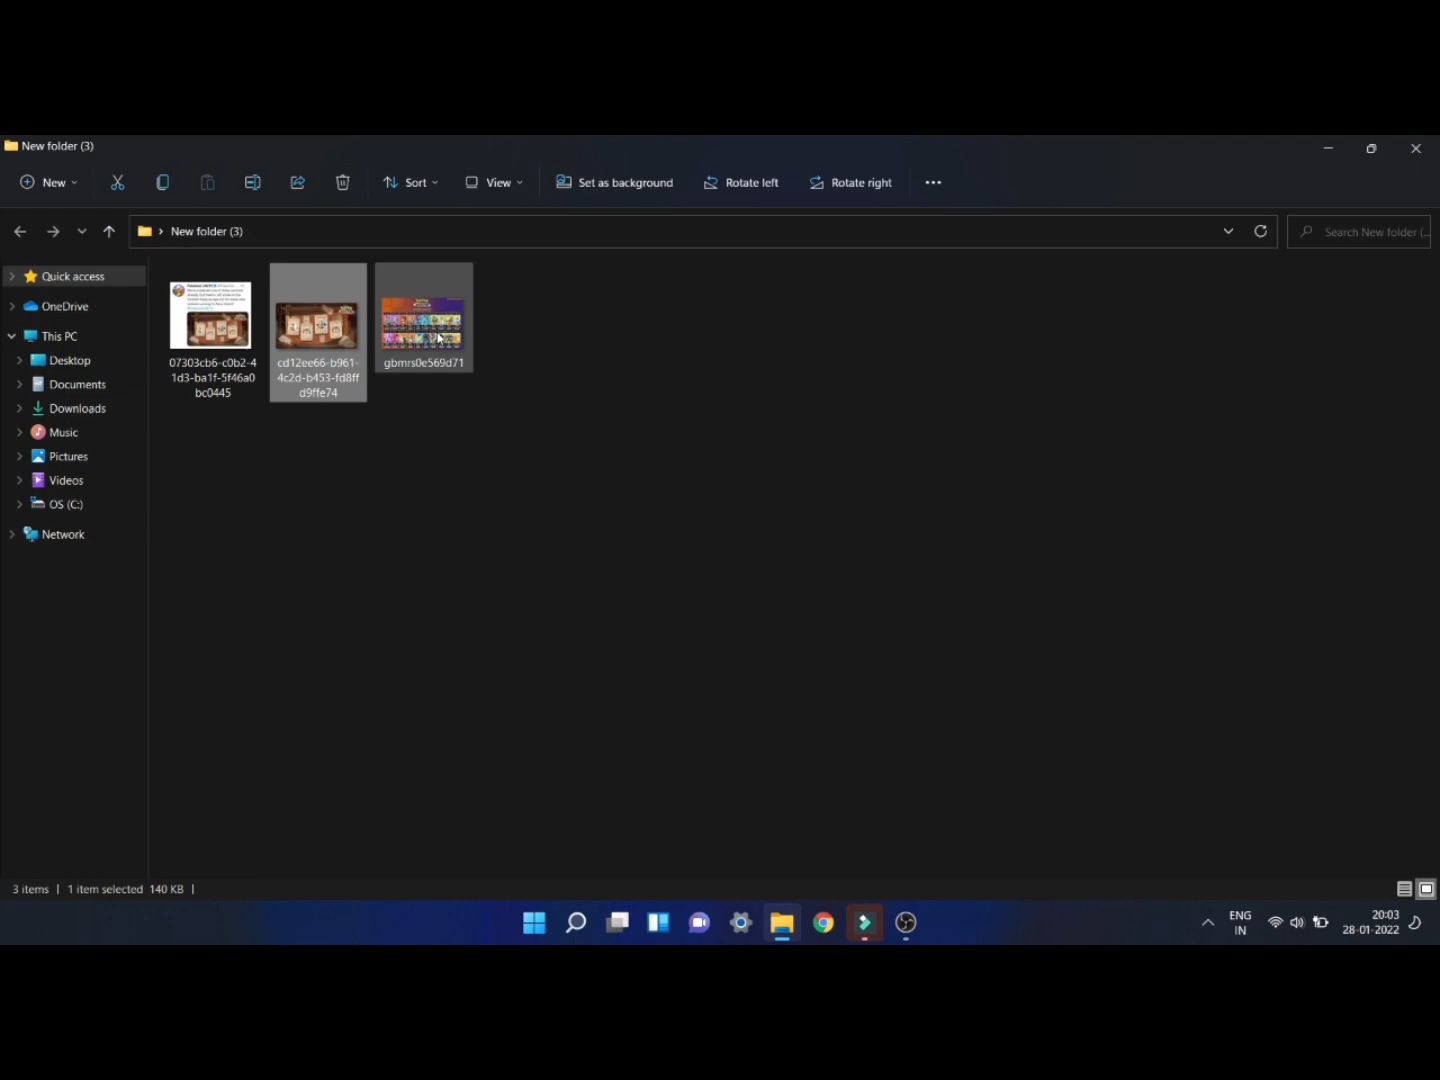 New folder (3)
New
Sort
View
Set as background
Rotate left
Rotate right
New folder (3)
Search New folder (...
Quick access
OneDrive
This PC
Desktop
Documents
Downloads
Music
Pictures
Videos
OS (C:)
Network
07303cb6-c0b2-4
1d3-ba1f-5f46a0
bc0445
cd12ee66-b961-
4c2d-b453-fd8ff
d9ffe74
gbmrs0e569d71
3 items
1 item selected 140 KB
ENG
IN
20:03
28-01-2022